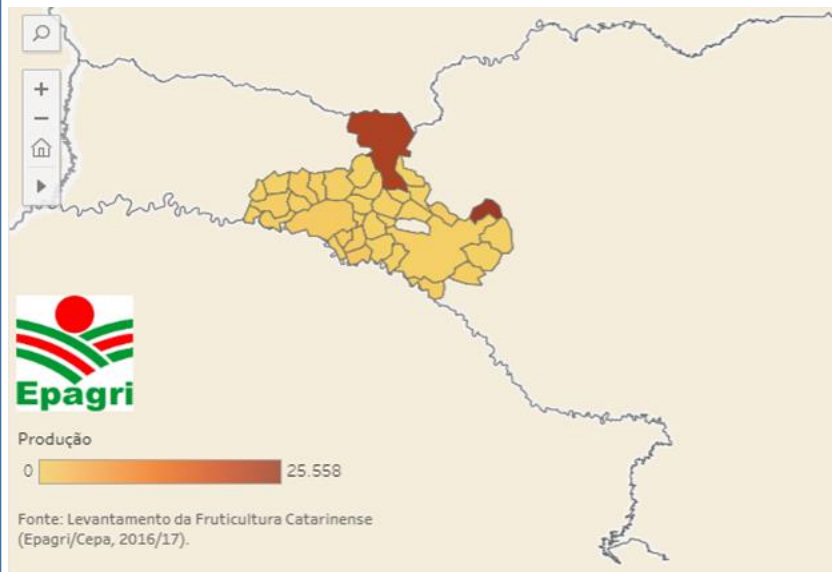 Epagri
Produção
0 25.558
Fonte: Levantamento da Fruticultura Catarinense
(Epagri/Cepa, 2016/17).